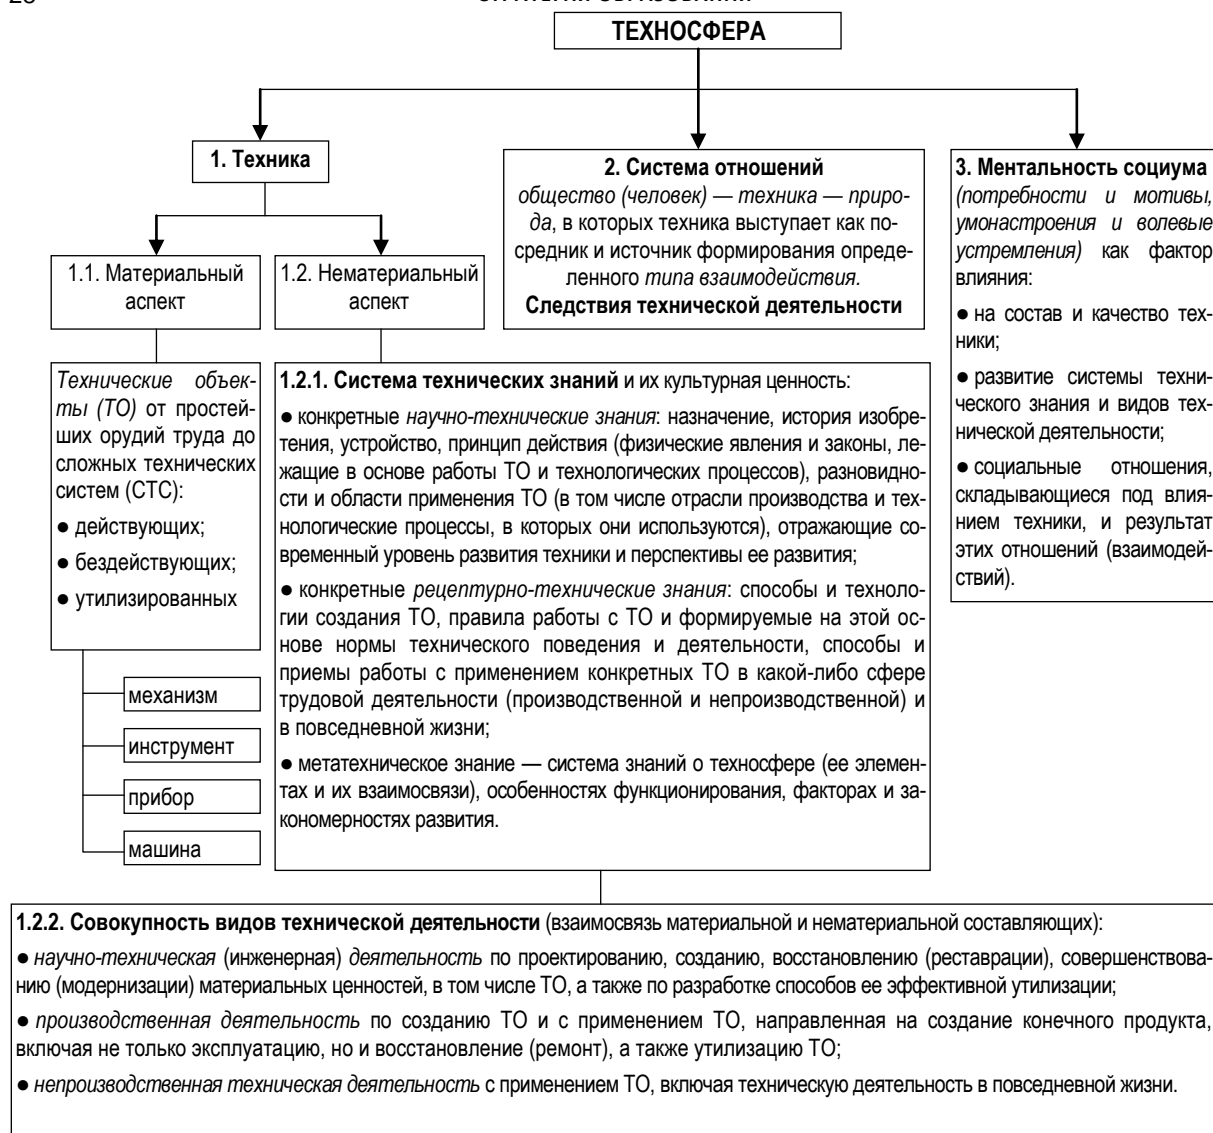 ТЕХНОСФЕРА
1. Техника
2. Система отношений
общество (человек) — техника — приро-
да, в которых техника выступает как по-
средник и источник формирования опреде-
ленного типа взаимодействия.
Следствия технической деятельности
3. Ментальность социума
(потребности и мотивы,
умонастроения и волевые
устремления) как фактор
влияния:
● на состав и качество тех-
ники;
● развитие системы техни-
ческого знания и видов тех-
нической деятельности;
● социальные отношения,
складывающиеся под влия-
нием техники, и результат
этих отношений (взаимодей-
ствий).
1.1. Материальный
аспект
1.2. Нематериальный
аспект
Технические объек-
ты (ТО) от простей-
ших орудий труда до
сложных технических
систем (СТС):
● действующих;
● бездействующих;
● утилизированных
механизм
инструмент
прибор
машина
1.2.1. Система технических знаний и их культурная ценность:
● конкретные научно-технические знания: назначение, история изобре-
тения, устройство, принцип действия (физические явления и законы, ле-
жащие в основе работы ТО и технологических процессов), разновидно-
сти и области применения ТО (в том числе отрасли производства и тех-
нологические процессы, в которых они используются), отражающие со-
временный уровень развития техники и перспективы ее развития;
● конкретные рецептурно-технические знания: способы и техноло-
гии создания ТО, правила работы с ТО и формируемые на этой ос-
нове нормы технического поведения и деятельности, способы и
приемы работы с применением конкретных ТО в какой-либо сфере
трудовой деятельности (производственной и непроизводственной) и
в повседневной жизни;
● метатехническое знание — система знаний о техносфере (ее элемен-
тах и их взаимосвязи), особенностях функционирования, факторах и за-
кономерностях развития.
1.2.2. Совокупность видов технической деятельности (взаимосвязь материальной и нематериальной составляющих):
● научно-техническая (инженерная) деятельность по проектированию, созданию, восстановлению (реставрации), совершенствова-
нию (модернизации) материальных ценностей, в том числе ТО, а также по разработке способов ее эффективной утилизации;
● производственная деятельность по созданию ТО и с применением ТО, направленная на создание конечного продукта,
включая не только эксплуатацию, но и восстановление (ремонт), а также утилизацию ТО;
● непроизводственная техническая деятельность с применением ТО, включая техническую деятельность в повседневной жизни.